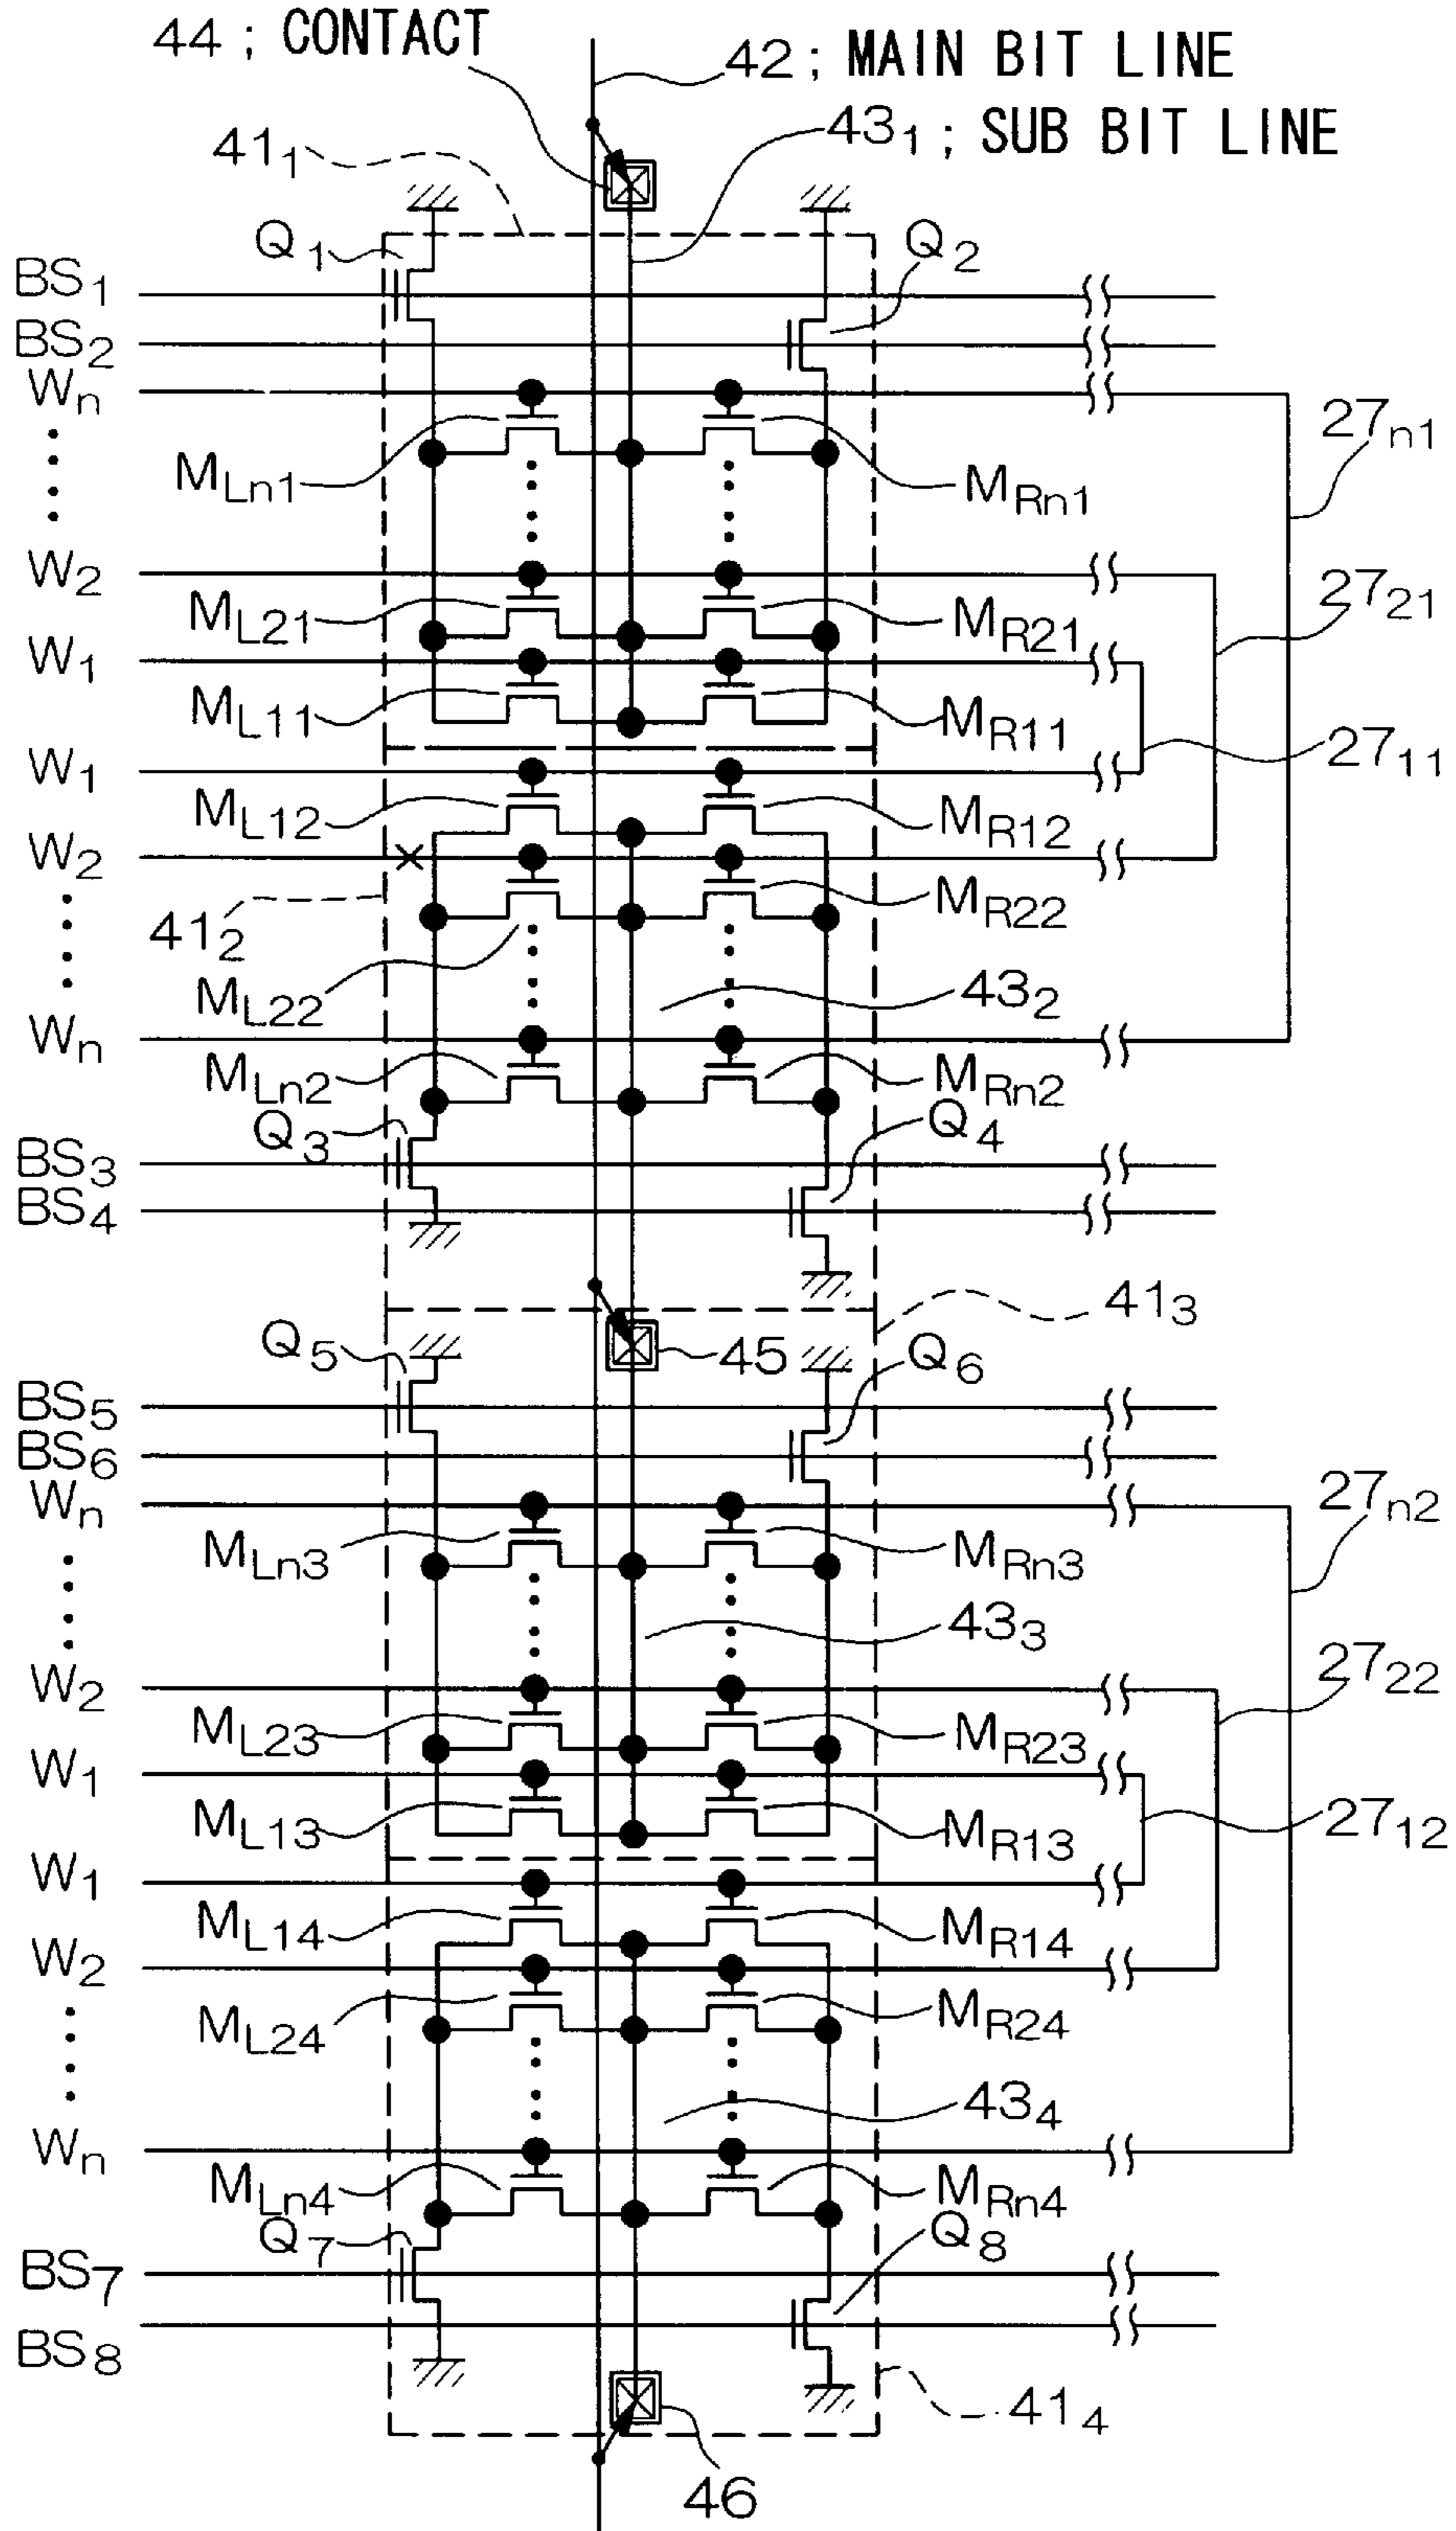 44 ; CONTACT
42 ; MAIN BIT LINE
43₁ ; SUB BIT LINE
41₁
Q₁
Q₂
BS₁
BS₂
Wₙ
27ₙ₁
M_Ln1
M_Rn1
W₂
27₂₁
M_L21
M_R21
W₁
M_L11
M_R11
27₁₁
W₁
M_L12
M_R12
W₂
M_R22
41₂
M_L22
43₂
Wₙ
M_Ln2
M_Rn2
Q₃
Q₄
BS₃
BS₄
41₃
Q₅
45
Q₆
BS₅
BS₆
Wₙ
27ₙ₂
M_Ln3
M_Rn3
43₃
W₂
27₂₂
M_L23
M_R23
W₁
M_L13
M_R13
27₁₂
W₁
M_L14
M_R14
W₂
M_L24
M_R24
43₄
Wₙ
M_Ln4
M_Rn4
Q₇
Q₈
BS₇
BS₈
41₄
46